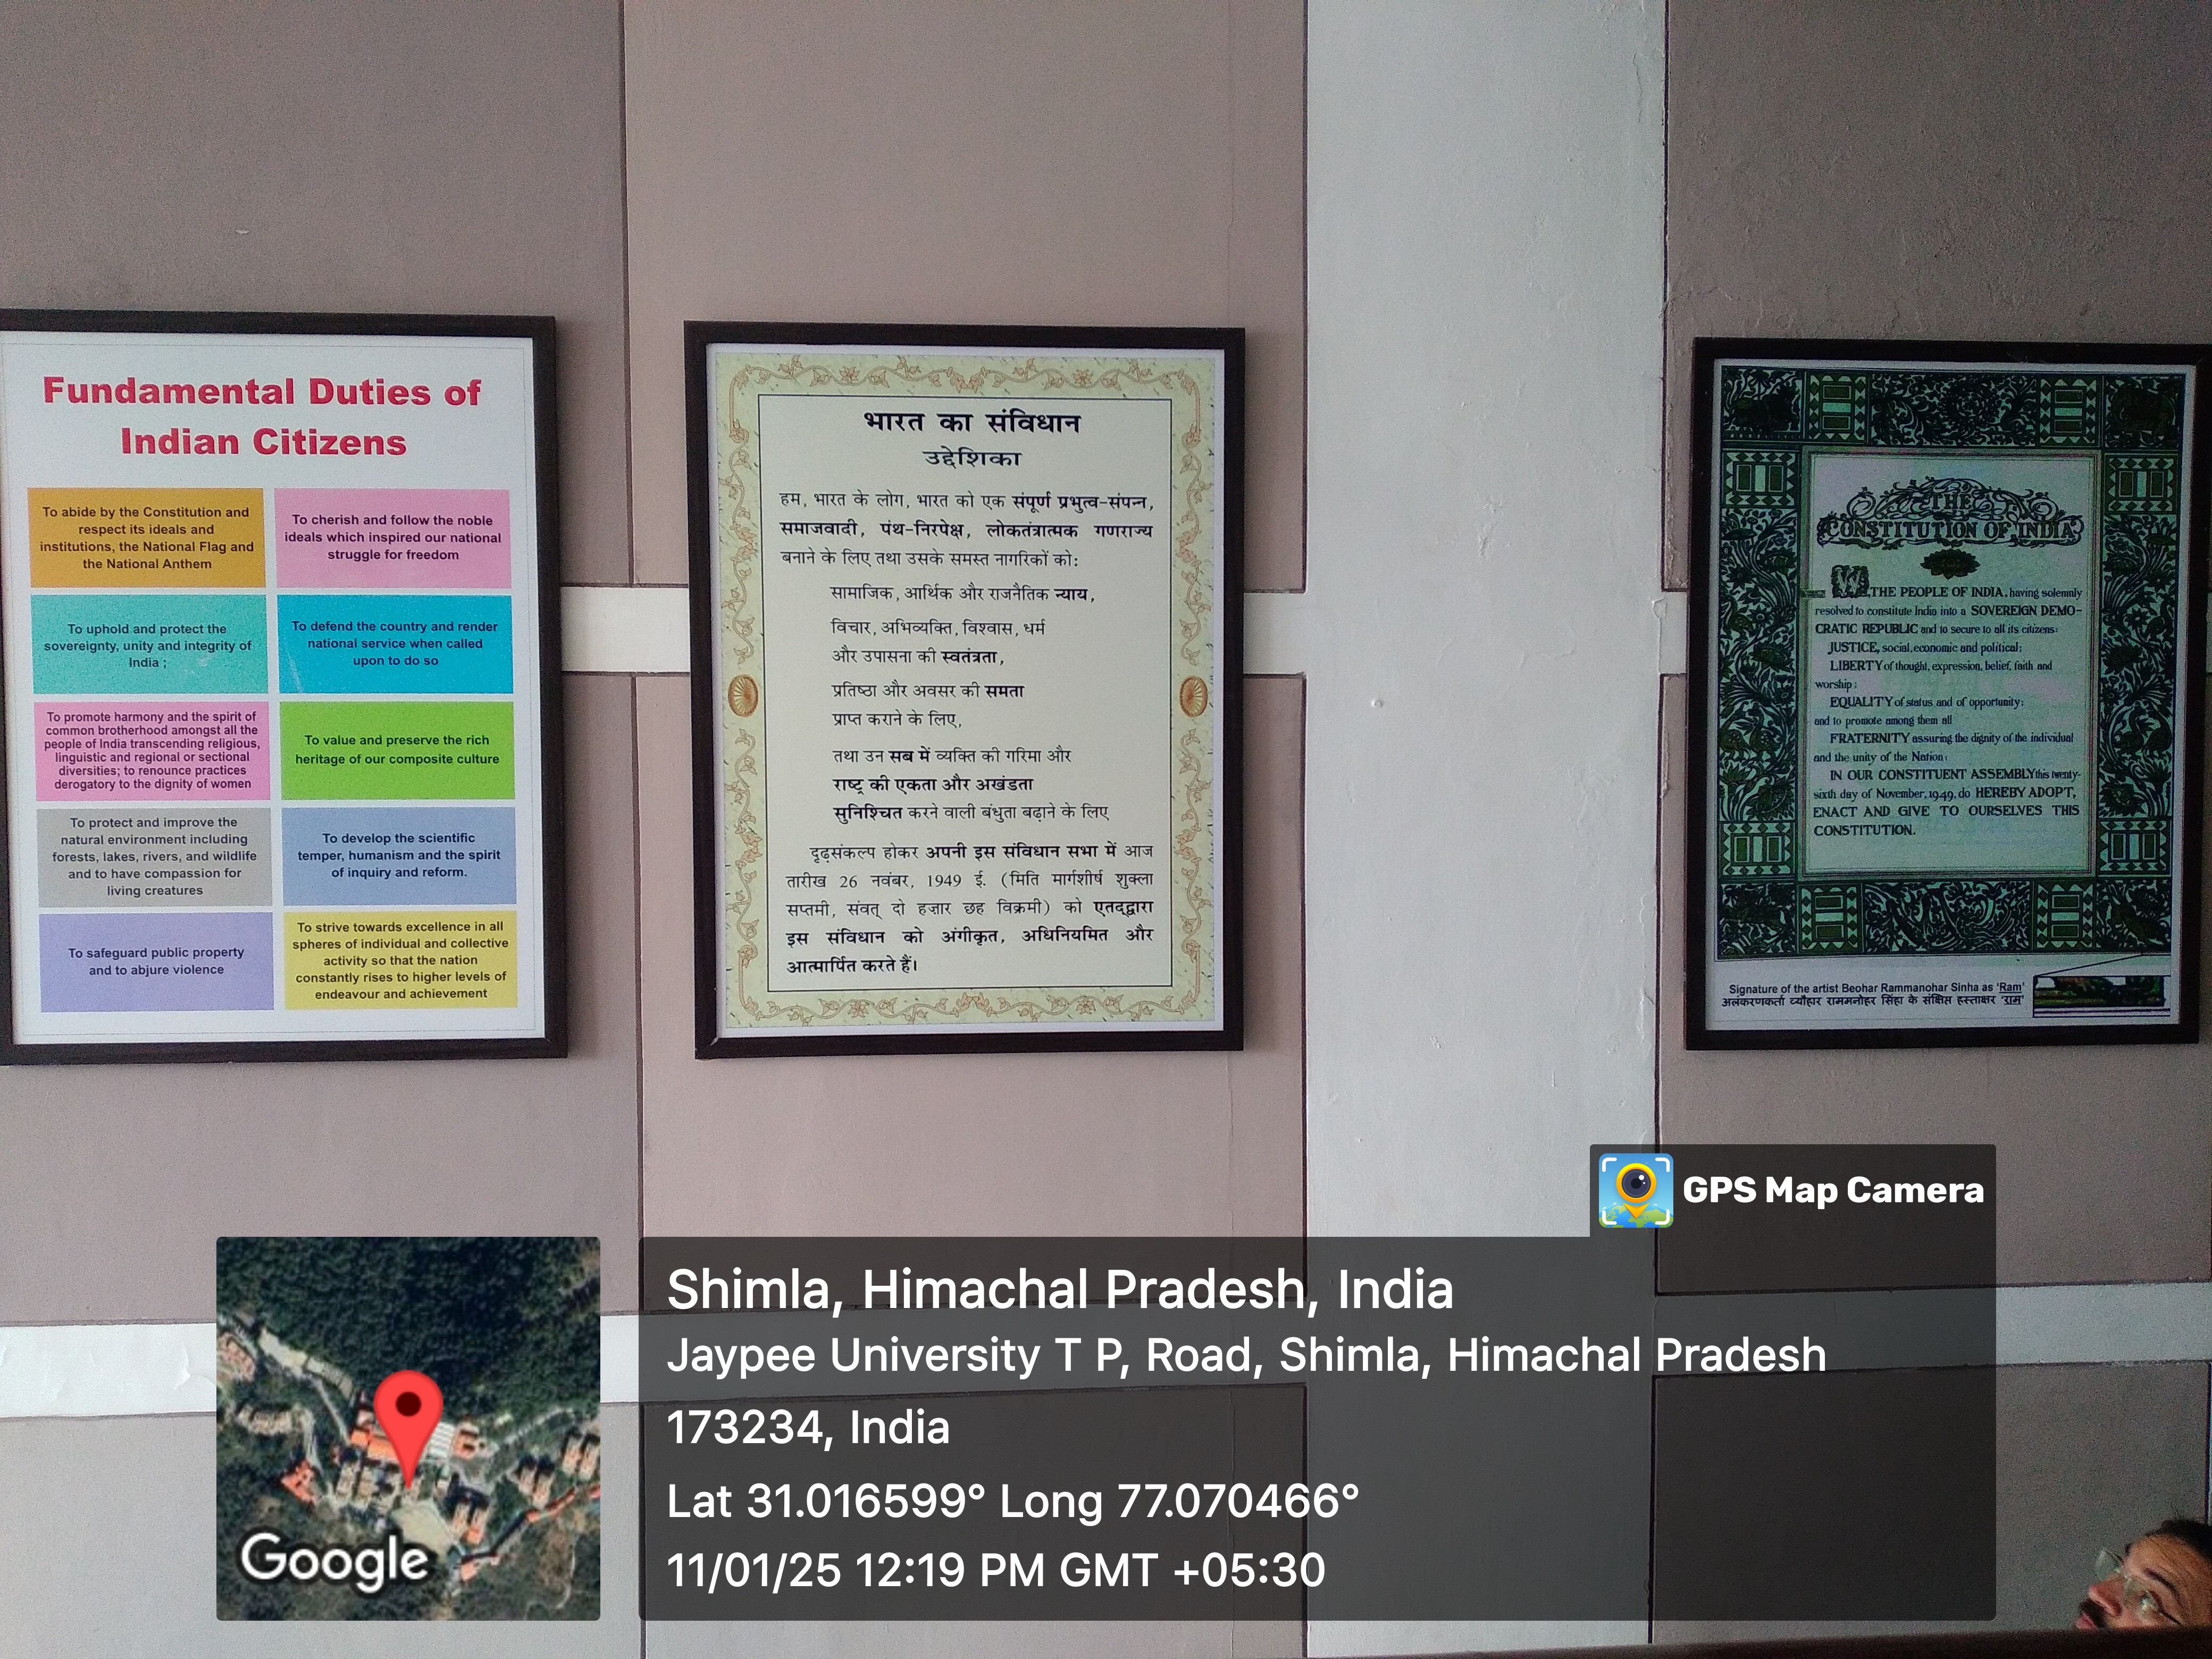 Fundamental Duties of
Indian Citizens
To abide by the Constitution and
respect its ideals and
institutions, the National Flag and
the National Anthem
To cherish and follow the noble
ideals which inspired our national
struggle for freedom
To uphold and protect the
sovereignty, unity and integrity of
India ;
To defend the country and render
national service when called
upon to do so
To promote harmony and the spirit of
common brotherhood amongst all the
people of India transcending religious,
linguistic and regional or sectional
diversities; to renounce practices
derogatory to the dignity of women
To value and preserve the rich
heritage of our composite culture
To protect and improve the
natural environment including
forests, lakes, rivers, and wildlife
and to have compassion for
living creatures
To develop the scientific
temper, humanism and the spirit
of inquiry and reform.
To safeguard public property
and to abjure violence
To strive towards excellence in all
spheres of individual and collective
activity so that the nation
constantly rises to higher levels of
endeavour and achievement
भारत का संविधान
उद्देशिका
हम, भारत के लोग, भारत को एक संपूर्ण प्रभुत्व-संपन्न,
समाजवादी, पंथ-निरपेक्ष, लोकतंत्रात्मक गणराज्य
बनाने के लिए तथा उसके समस्त नागरिकों को:
सामाजिक, आर्थिक और राजनैतिक न्याय,
विचार, अभिव्यक्ति, विश्वास, धर्म
और उपासना की स्वतंत्रता,
प्रतिष्ठा और अवसर की समता
प्राप्त कराने के लिए,
तथा उन सब में व्यक्ति की गरिमा और
राष्ट्र की एकता और अखंडता
सुनिश्चित करने वाली बंधुता बढ़ाने के लिए
दृढ़संकल्प होकर अपनी इस संविधान सभा में आज
तारीख 26 नवंबर, 1949 ई. (मिति मार्गशीर्ष शुक्ला
सप्तमी, संवत् दो हज़ार छह विक्रमी) को एतद्द्वारा
इस संविधान को अंगीकृत, अधिनियमित और
आत्मार्पित करते हैं।
THE
CONSTITUTION OF INDIA
WE, THE PEOPLE OF INDIA, having solemnly
resolved to constitute India into a SOVEREIGN DEMO-
CRATIC REPUBLIC and to secure to all its citizens:
JUSTICE, social, economic and political;
LIBERTY of thought, expression, belief, faith and
worship;
EQUALITY of status and of opportunity;
and to promote among them all
FRATERNITY assuring the dignity of the individual
and the unity of the Nation;
IN OUR CONSTITUENT ASSEMBLY this twenty-
sixth day of November, 1949, do HEREBY ADOPT,
ENACT AND GIVE TO OURSELVES THIS
CONSTITUTION.
Signature of the artist Beohar Rammanohar Sinha as 'Ram'
अलंकरणकर्ता ब्यौहार राममनोहर सिंहा के संक्षिप्त हस्ताक्षर 'राम'
GPS Map Camera
Google
Shimla, Himachal Pradesh, India
Jaypee University T P, Road, Shimla, Himachal Pradesh
173234, India
Lat 31.016599° Long 77.070466°
11/01/25 12:19 PM GMT +05:30